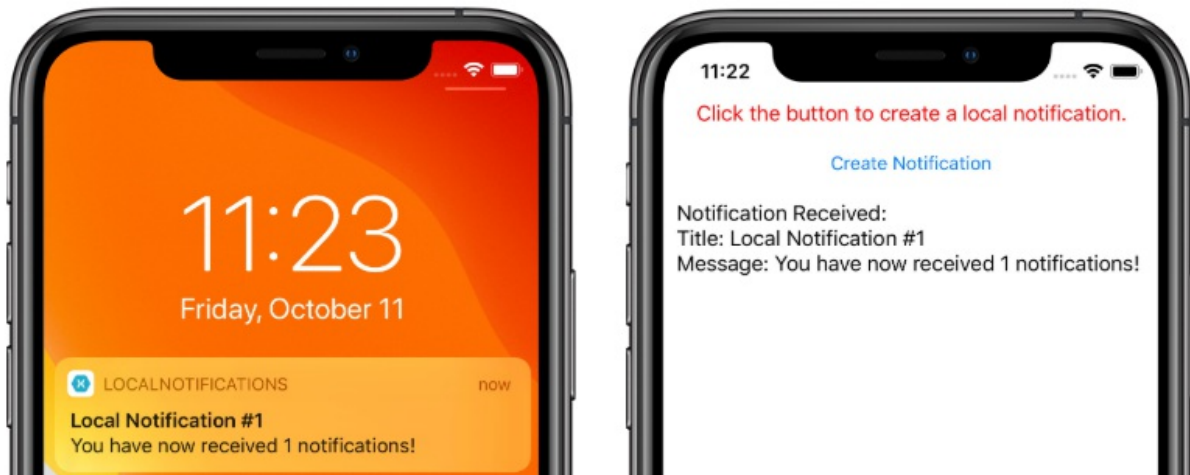 11:23
Friday, October 11
LOCALNOTIFICATIONS now
Local Notification #1
You have now received 1 notifications!
11:22
Click the button to create a local notification.
Create Notification
Notification Received:
Title: Local Notification #1
Message: You have now received 1 notifications!